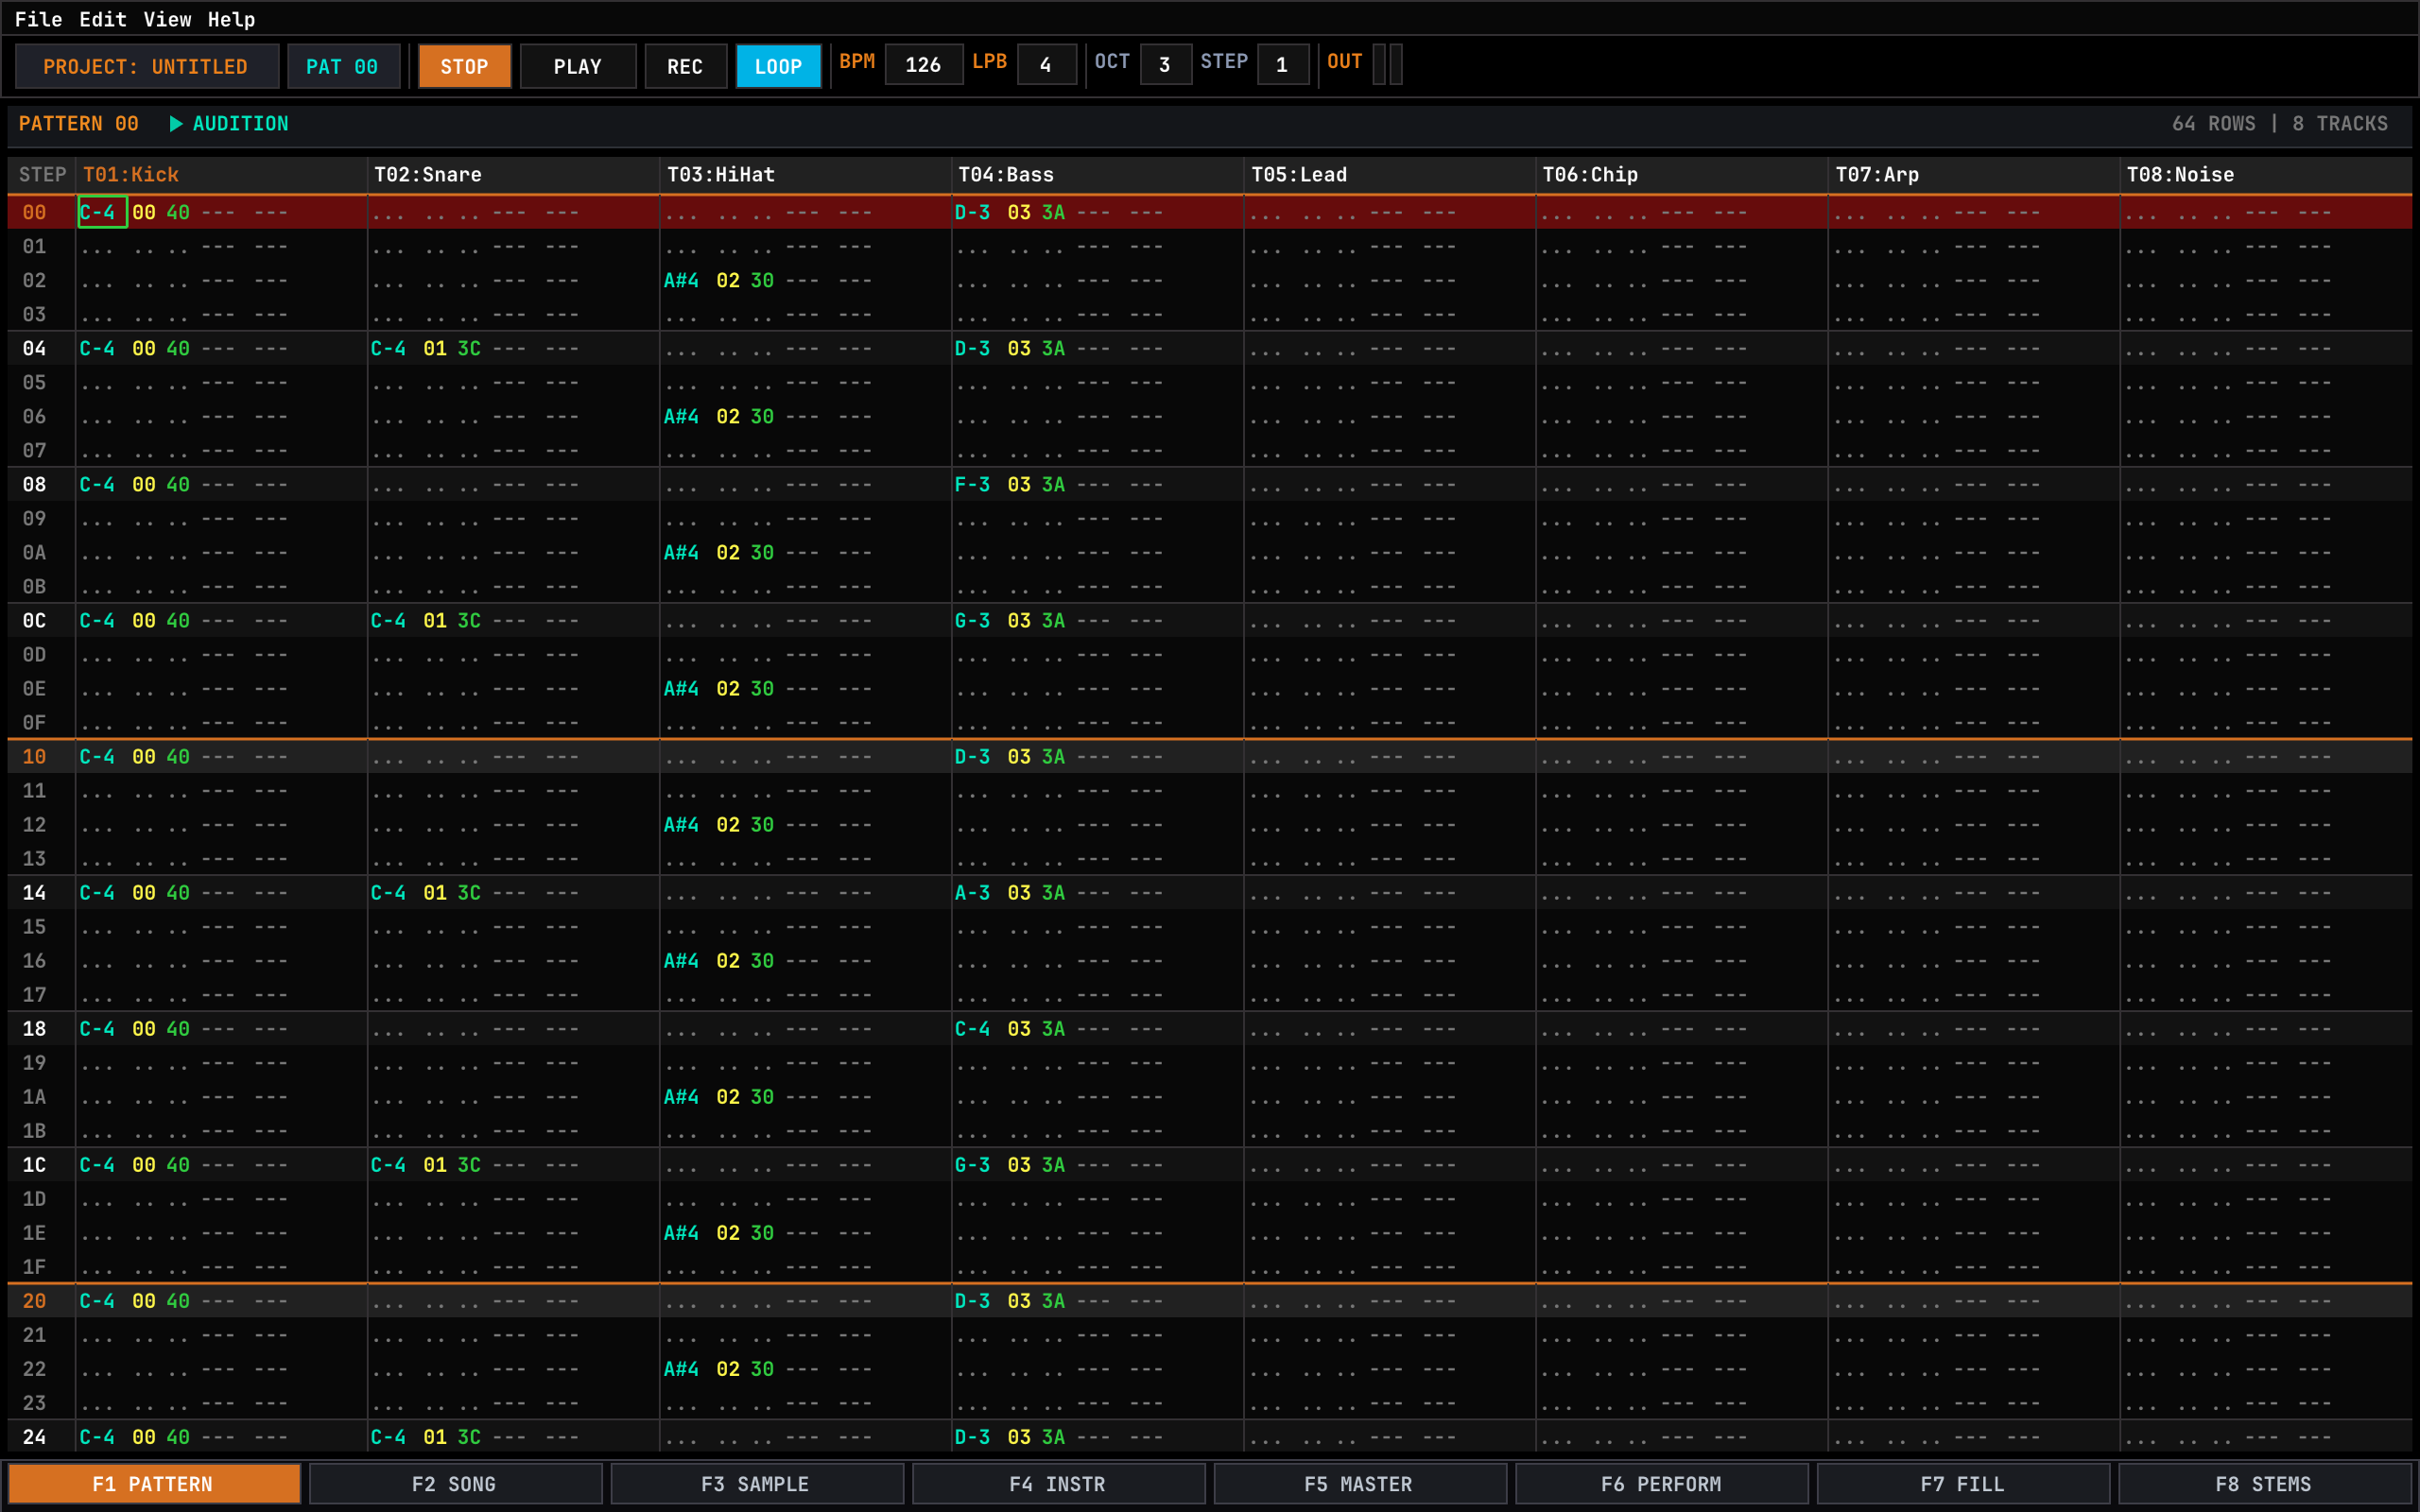 File Edit View Help
PROJECT: UNTITLED PAT 00 STOP PLAY REC LOOP BPM 126 LPB 4 OCT 3 STEP 1 OUT
PATTERN 00 ▶ AUDITION 64 ROWS | 8 TRACKS
STEP T01:Kick T02:Snare T03:HiHat T04:Bass T05:Lead T06:Chip T07:Arp T08:Noise
00 C-4 00 40 --- --- ... .. .. --- --- ... .. .. --- --- D-3 03 3A --- --- ... .. .. --- --- ... .. .. --- --- ... .. .. --- --- ... .. .. --- ---
01 ... .. .. --- --- ... .. .. --- --- ... .. .. --- --- ... .. .. --- --- ... .. .. --- --- ... .. .. --- --- ... .. .. --- --- ... .. .. --- ---
02 ... .. .. --- --- ... .. .. --- --- A#4 02 30 --- --- ... .. .. --- --- ... .. .. --- --- ... .. .. --- --- ... .. .. --- --- ... .. .. --- ---
03 ... .. .. --- --- ... .. .. --- --- ... .. .. --- --- ... .. .. --- --- ... .. .. --- --- ... .. .. --- --- ... .. .. --- --- ... .. .. --- ---
04 C-4 00 40 --- --- C-4 01 3C --- --- ... .. .. --- --- D-3 03 3A --- --- ... .. .. --- --- ... .. .. --- --- ... .. .. --- --- ... .. .. --- ---
05 ... .. .. --- --- ... .. .. --- --- ... .. .. --- --- ... .. .. --- --- ... .. .. --- --- ... .. .. --- --- ... .. .. --- --- ... .. .. --- ---
06 ... .. .. --- --- ... .. .. --- --- A#4 02 30 --- --- ... .. .. --- --- ... .. .. --- --- ... .. .. --- --- ... .. .. --- --- ... .. .. --- ---
07 ... .. .. --- --- ... .. .. --- --- ... .. .. --- --- ... .. .. --- --- ... .. .. --- --- ... .. .. --- --- ... .. .. --- --- ... .. .. --- ---
08 C-4 00 40 --- --- ... .. .. --- --- ... .. .. --- --- F-3 03 3A --- --- ... .. .. --- --- ... .. .. --- --- ... .. .. --- --- ... .. .. --- ---
09 ... .. .. --- --- ... .. .. --- --- ... .. .. --- --- ... .. .. --- --- ... .. .. --- --- ... .. .. --- --- ... .. .. --- --- ... .. .. --- ---
0A ... .. .. --- --- ... .. .. --- --- A#4 02 30 --- --- ... .. .. --- --- ... .. .. --- --- ... .. .. --- --- ... .. .. --- --- ... .. .. --- ---
0B ... .. .. --- --- ... .. .. --- --- ... .. .. --- --- ... .. .. --- --- ... .. .. --- --- ... .. .. --- --- ... .. .. --- --- ... .. .. --- ---
0C C-4 00 40 --- --- C-4 01 3C --- --- ... .. .. --- --- G-3 03 3A --- --- ... .. .. --- --- ... .. .. --- --- ... .. .. --- --- ... .. .. --- ---
0D ... .. .. --- --- ... .. .. --- --- ... .. .. --- --- ... .. .. --- --- ... .. .. --- --- ... .. .. --- --- ... .. .. --- --- ... .. .. --- ---
0E ... .. .. --- --- ... .. .. --- --- A#4 02 30 --- --- ... .. .. --- --- ... .. .. --- --- ... .. .. --- --- ... .. .. --- --- ... .. .. --- ---
0F ... .. .. --- --- ... .. .. --- --- ... .. .. --- --- ... .. .. --- --- ... .. .. --- --- ... .. .. --- --- ... .. .. --- --- ... .. .. --- ---
10 C-4 00 40 --- --- ... .. .. --- --- ... .. .. --- --- D-3 03 3A --- --- ... .. .. --- --- ... .. .. --- --- ... .. .. --- --- ... .. .. --- ---
11 ... .. .. --- --- ... .. .. --- --- ... .. .. --- --- ... .. .. --- --- ... .. .. --- --- ... .. .. --- --- ... .. .. --- --- ... .. .. --- ---
12 ... .. .. --- --- ... .. .. --- --- A#4 02 30 --- --- ... .. .. --- --- ... .. .. --- --- ... .. .. --- --- ... .. .. --- --- ... .. .. --- ---
13 ... .. .. --- --- ... .. .. --- --- ... .. .. --- --- ... .. .. --- --- ... .. .. --- --- ... .. .. --- --- ... .. .. --- --- ... .. .. --- ---
14 C-4 00 40 --- --- C-4 01 3C --- --- ... .. .. --- --- A-3 03 3A --- --- ... .. .. --- --- ... .. .. --- --- ... .. .. --- --- ... .. .. --- ---
15 ... .. .. --- --- ... .. .. --- --- ... .. .. --- --- ... .. .. --- --- ... .. .. --- --- ... .. .. --- --- ... .. .. --- --- ... .. .. --- ---
16 ... .. .. --- --- ... .. .. --- --- A#4 02 30 --- --- ... .. .. --- --- ... .. .. --- --- ... .. .. --- --- ... .. .. --- --- ... .. .. --- ---
17 ... .. .. --- --- ... .. .. --- --- ... .. .. --- --- ... .. .. --- --- ... .. .. --- --- ... .. .. --- --- ... .. .. --- --- ... .. .. --- ---
18 C-4 00 40 --- --- ... .. .. --- --- ... .. .. --- --- C-4 03 3A --- --- ... .. .. --- --- ... .. .. --- --- ... .. .. --- --- ... .. .. --- ---
19 ... .. .. --- --- ... .. .. --- --- ... .. .. --- --- ... .. .. --- --- ... .. .. --- --- ... .. .. --- --- ... .. .. --- --- ... .. .. --- ---
1A ... .. .. --- --- ... .. .. --- --- A#4 02 30 --- --- ... .. .. --- --- ... .. .. --- --- ... .. .. --- --- ... .. .. --- --- ... .. .. --- ---
1B ... .. .. --- --- ... .. .. --- --- ... .. .. --- --- ... .. .. --- --- ... .. .. --- --- ... .. .. --- --- ... .. .. --- --- ... .. .. --- ---
1C C-4 00 40 --- --- C-4 01 3C --- --- ... .. .. --- --- G-3 03 3A --- --- ... .. .. --- --- ... .. .. --- --- ... .. .. --- --- ... .. .. --- ---
1D ... .. .. --- --- ... .. .. --- --- ... .. .. --- --- ... .. .. --- --- ... .. .. --- --- ... .. .. --- --- ... .. .. --- --- ... .. .. --- ---
1E ... .. .. --- --- ... .. .. --- --- A#4 02 30 --- --- ... .. .. --- --- ... .. .. --- --- ... .. .. --- --- ... .. .. --- --- ... .. .. --- ---
1F ... .. .. --- --- ... .. .. --- --- ... .. .. --- --- ... .. .. --- --- ... .. .. --- --- ... .. .. --- --- ... .. .. --- --- ... .. .. --- ---
20 C-4 00 40 --- --- ... .. .. --- --- ... .. .. --- --- D-3 03 3A --- --- ... .. .. --- --- ... .. .. --- --- ... .. .. --- --- ... .. .. --- ---
21 ... .. .. --- --- ... .. .. --- --- ... .. .. --- --- ... .. .. --- --- ... .. .. --- --- ... .. .. --- --- ... .. .. --- --- ... .. .. --- ---
22 ... .. .. --- --- ... .. .. --- --- A#4 02 30 --- --- ... .. .. --- --- ... .. .. --- --- ... .. .. --- --- ... .. .. --- --- ... .. .. --- ---
23 ... .. .. --- --- ... .. .. --- --- ... .. .. --- --- ... .. .. --- --- ... .. .. --- --- ... .. .. --- --- ... .. .. --- --- ... .. .. --- ---
24 C-4 00 40 --- --- C-4 01 3C --- --- ... .. .. --- --- D-3 03 3A --- --- ... .. .. --- --- ... .. .. --- --- ... .. .. --- --- ... .. .. --- ---
F1 PATTERN F2 SONG F3 SAMPLE F4 INSTR F5 MASTER F6 PERFORM F7 FILL F8 STEMS